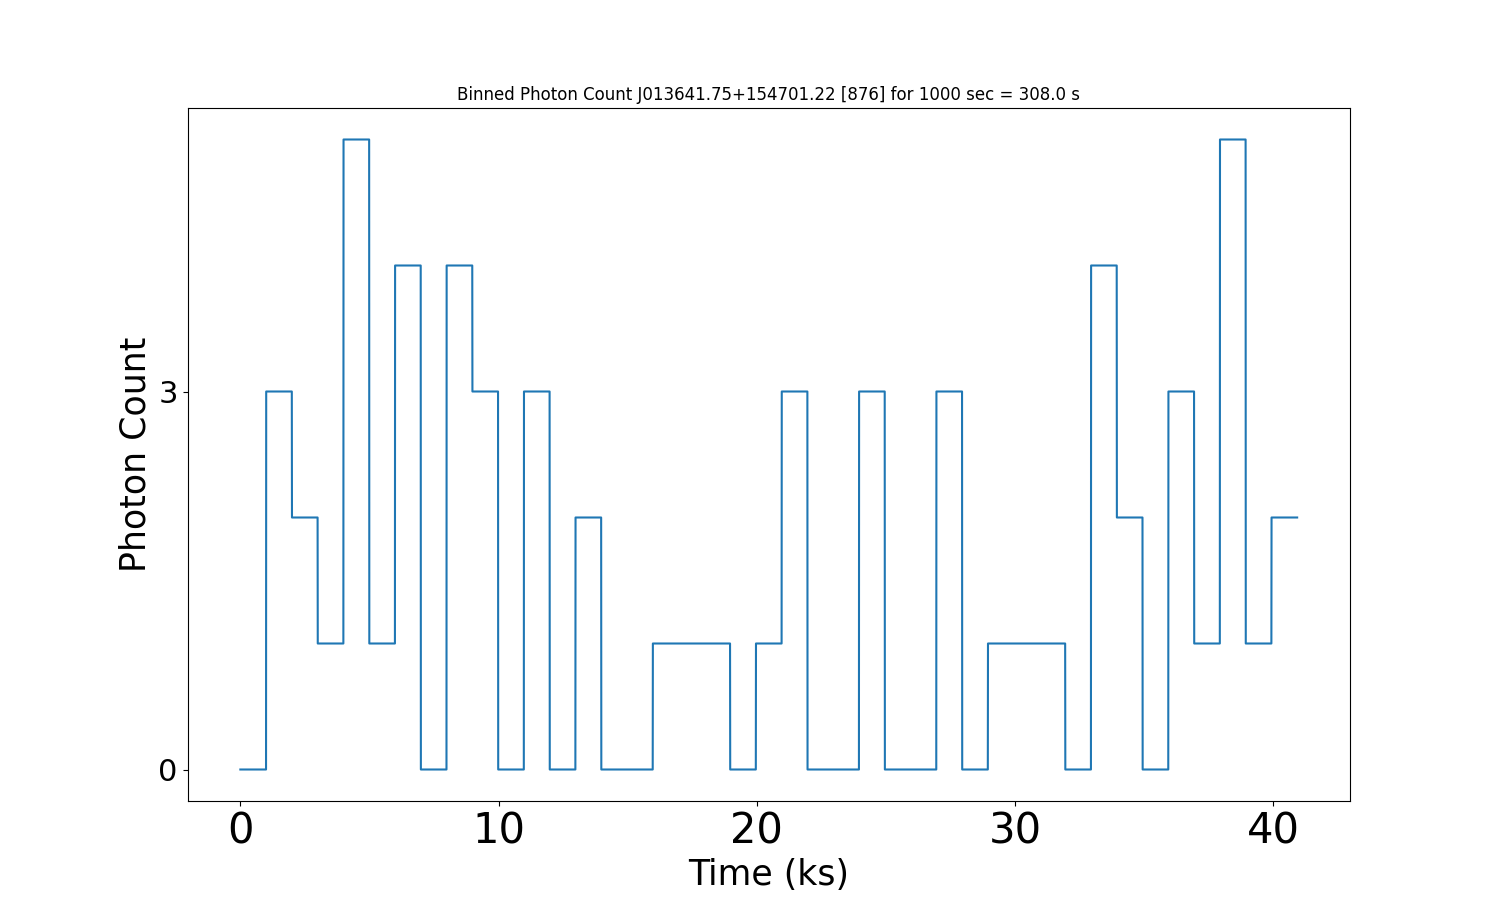 Binned Photon Count J013641.75+154701.22 [876] for 1000 sec = 308.0 s
Photon Count
3
0
0 10 20 30 40
Time (ks)